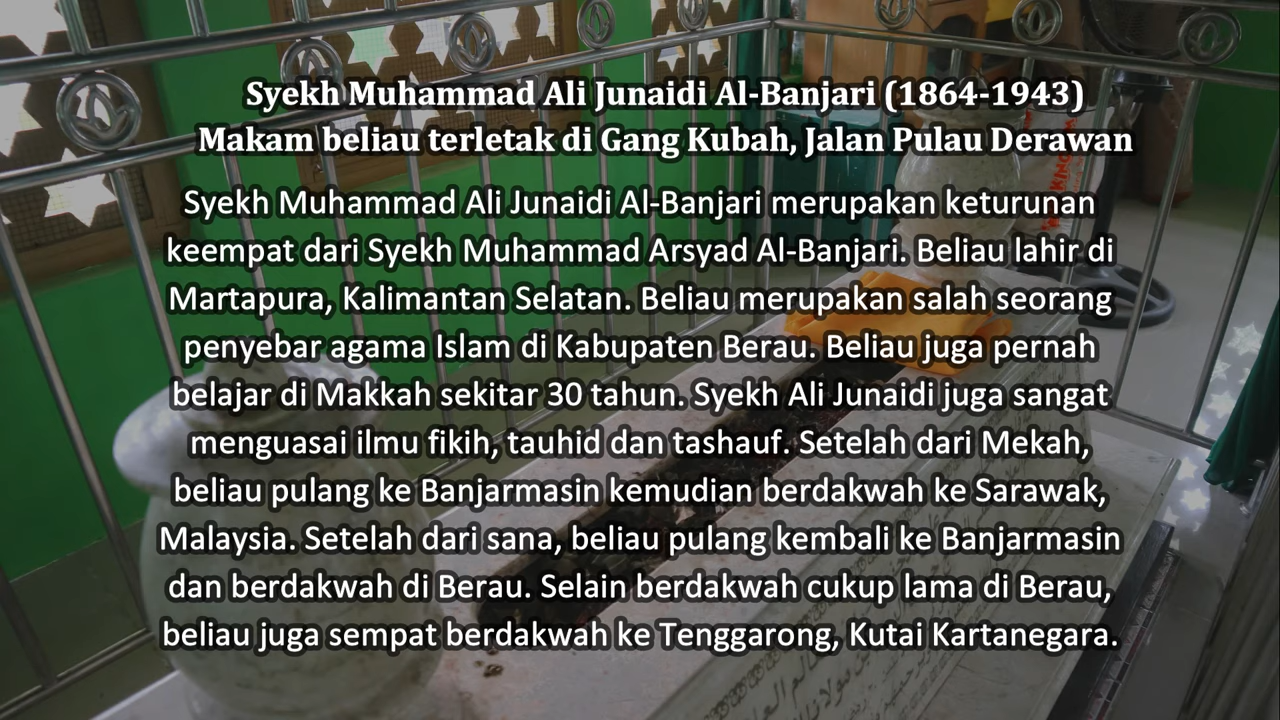 Syekh Muhammad Ali Junaidi Al-Banjari (1864-1943)
Makam beliau terletak di Gang Kubah, Jalan Pulau Derawan
Syekh Muhammad Ali Junaidi Al-Banjari merupakan keturunan
keempat dari Syekh Muhammad Arsyad Al-Banjari. Beliau lahir di
Martapura, Kalimantan Selatan. Beliau merupakan salah seorang
penyebar agama Islam di Kabupaten Berau. Beliau juga pernah
belajar di Makkah sekitar 30 tahun. Syekh Ali Junaidi juga sangat
menguasai ilmu fikih, tauhid dan tashauf. Setelah dari Mekah,
beliau pulang ke Banjarmasin kemudian berdakwah ke Sarawak,
Malaysia. Setelah dari sana, beliau pulang kembali ke Banjarmasin
dan berdakwah di Berau. Selain berdakwah cukup lama di Berau,
beliau juga sempat berdakwah ke Tenggarong, Kutai Kartanegara.